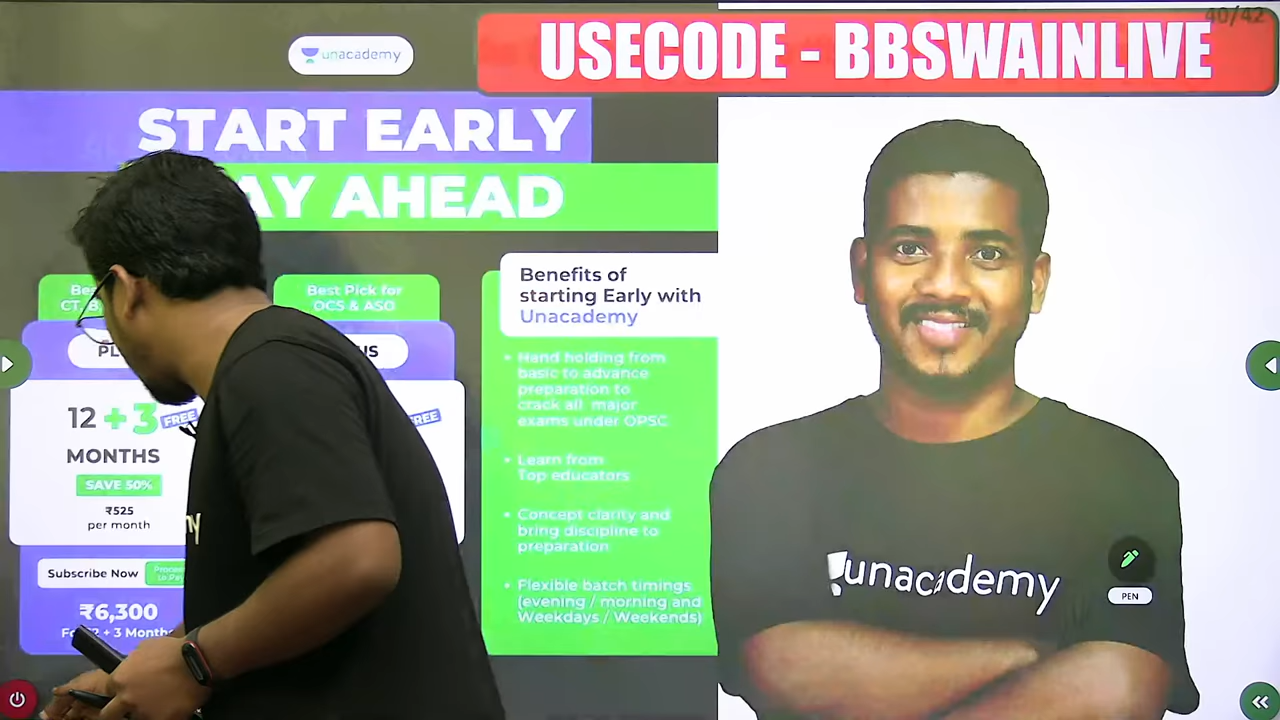 40/42
USECODE - BBSWAINLIVE
unacademy
START EARLY
AHEAD
Best Pick for
OCS & ASO
12 + 3 FREE
MONTHS
SAVE 50%
₹525
per month
Subscribe Now
₹6,300
Benefits of
starting Early with
Unacademy
• Hand holding from
basic to advance
preparation to
crack all major
exams under OPSC
• Learn from
Top educators
• Concept clarity and
bring discipline to
preparation
• Flexible batch timings
(evening / morning and
Weekdays / Weekends)
unacademy
PEN